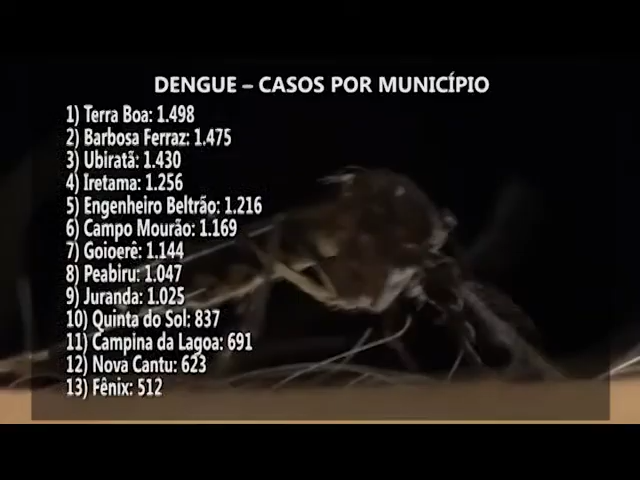 DENGUE – CASOS POR MUNICÍPIO
1) Terra Boa: 1.498
2) Barbosa Ferraz: 1.475
3) Ubiratã: 1.430
4) Iretama: 1.256
5) Engenheiro Beltrão: 1.216
6) Campo Mourão: 1.169
7) Goioerê: 1.144
8) Peabiru: 1.047
9) Juranda: 1.025
10) Quinta do Sol: 837
11) Campina da Lagoa: 691
12) Nova Cantu: 623
13) Fênix: 512